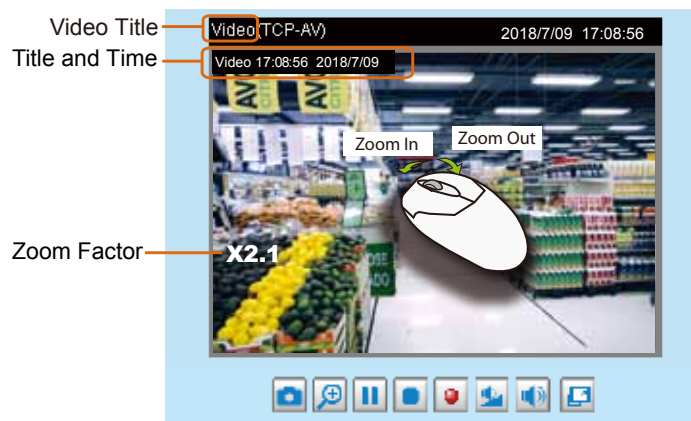 Video Title
Video(TCP-AV) 2018/7/09 17:08:56
Title and Time
Video 17:08:56 2018/7/09
Zoom In Zoom Out
Zoom Factor
X2.1